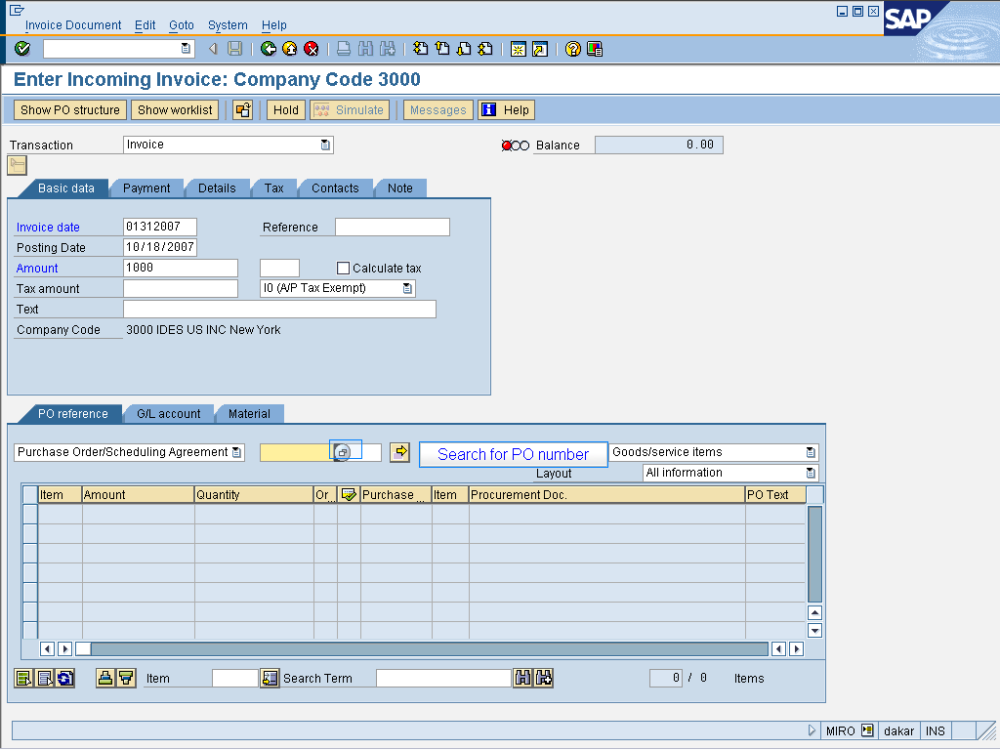 Invoice Document Edit Goto System Help
SAP
Enter Incoming Invoice: Company Code 3000
Show PO structure Show worklist Hold Simulate Messages Help
Transaction Invoice Balance 0.00
Basic data Payment Details Tax Contacts Note
Invoice date 01312007 Reference
Posting Date 10/18/2007
Amount 1000 Calculate tax
Tax amount I0 (A/P Tax Exempt)
Text
Company Code 3000 IDES US INC New York
PO reference G/L account Material
Purchase Order/Scheduling Agreement Search for PO number Goods/service items
Layout All information
Item Amount Quantity Or... Purchase ... Item Procurement Doc. PO Text
Item Search Term 0 / 0 Items
MIRO dakar INS